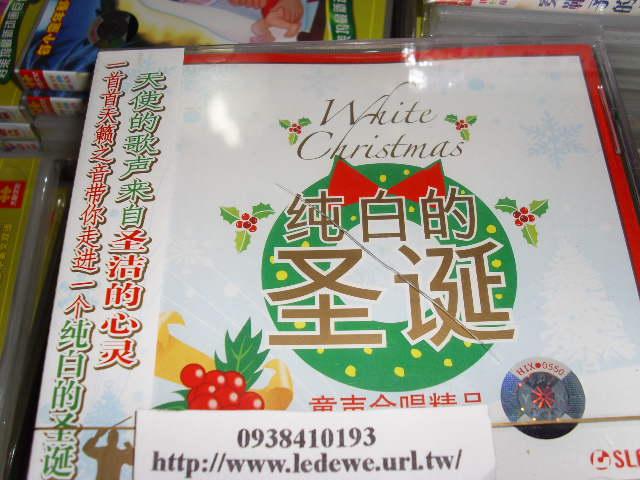 天使的歌声来自圣洁的心灵
一首首天籁之音带你走进一个纯白的圣诞
White
Christmas
纯白的
圣诞
童声合唱精品
HIX 0550
0938410193
http://www.ledewe.url.tw/